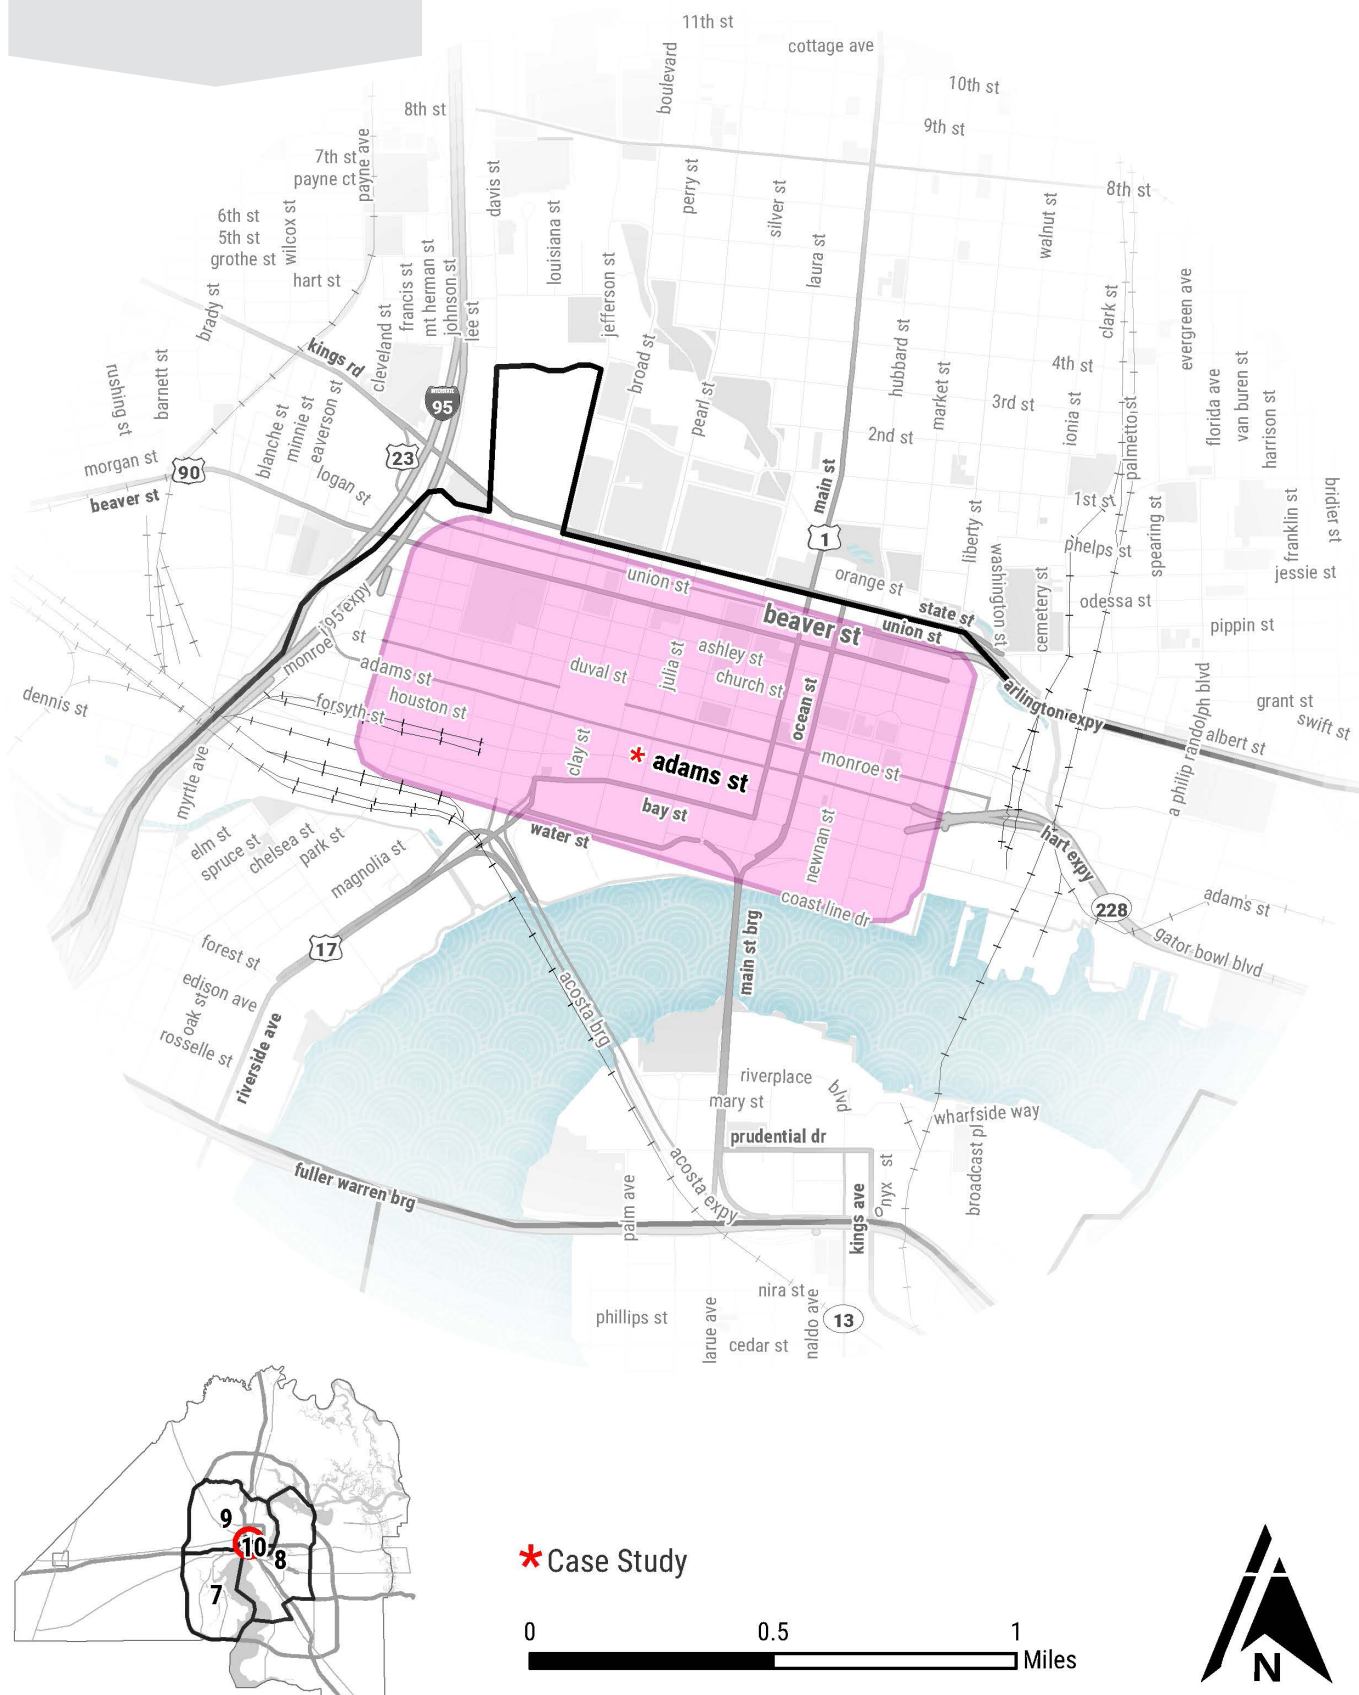 11th st
cottage ave
boulevard
10th st
8th st
9th st
7th st
payne ave
payne ct
davis st
perry st
silver st
8th st
6th st
wilcox st
5th st
grothe st
louisiana st
walnut st
laura st
hart st
francis st
mt herman st
johnson st
lee st
jefferson st
brady st
cleveland st
clark st
evergreen ave
kings rd
broad st
hubbard st
4th st
rushing st
barnett st
95
pearl st
market st
3rd st
ionia st
palmetto st
florida ave
van buren st
harrison st
blanche st
minnie st
eaverson st
2nd st
morgan st
90
23
logan st
beaver st
main st
1st st
bridier st
franklin st
spearing st
liberty st
1
phelps st
washington st
jessie st
orange st
cemetery st
union st
i 95 expy
beaver st
state st
union st
odessa st
pippin st
monroe
st
adams st
duval st
julia st
ashley st
church st
dennis st
houston st
forsyth st
ocean st
arlington expy
a philip randolph blvd
grant st
swift st
albert st
myrtle ave
clay st
* adams st
monroe st
bay st
water st
newnan st
hart expy
elm st
spruce st
chelsea st
park st
magnolia st
coast line dr
228
adams st
gator bowl blvd
17
forest st
main st brg
edison ave
oak st
rosselle st
riverside ave
acosta brg
riverplace
blvd
mary st
wharfside way
prudential dr
broadcast pl
acosta expy
onyx st
fuller warren brg
palm ave
kings ave
nira st
phillips st
larue ave
naldo ave
13
cedar st
9
10
8
7
* Case Study
0 0.5 1
Miles
N